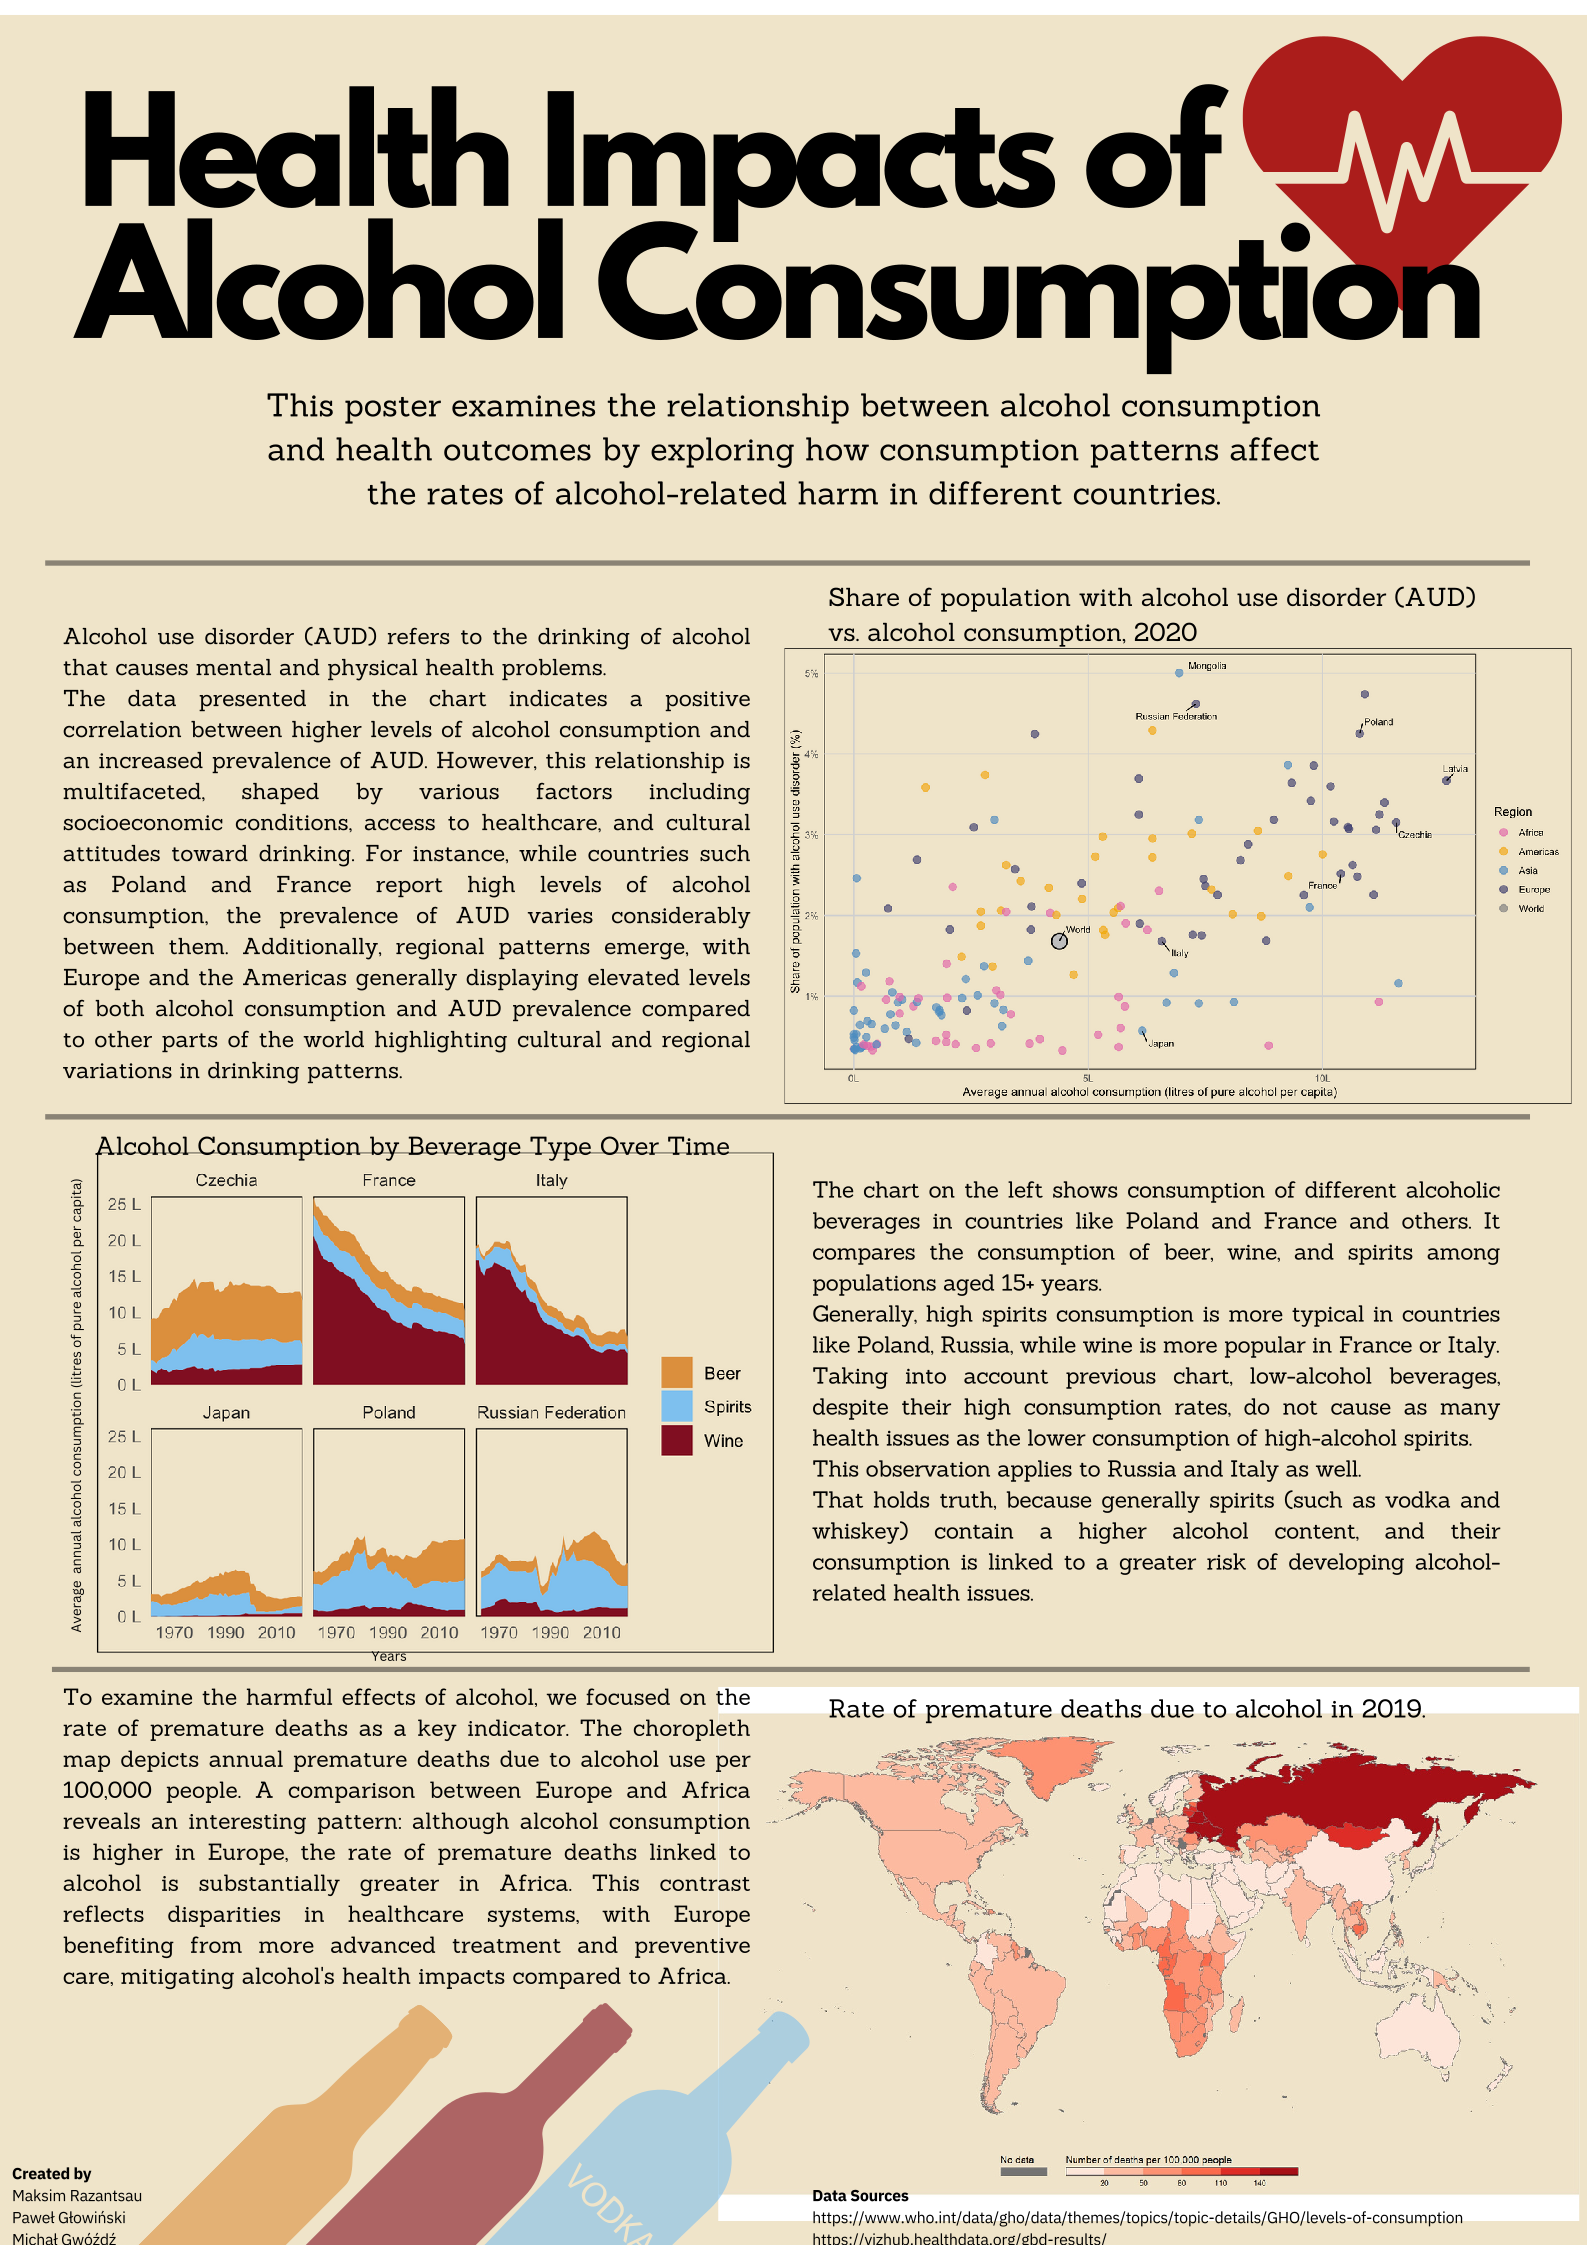 Health Impacts of
Alcohol Consumption
This poster examines the relationship between alcohol consumption
and health outcomes by exploring how consumption patterns affect
the rates of alcohol-related harm in different countries.
Alcohol use disorder (AUD) refers to the drinking of alcohol
that causes mental and physical health problems.
The data presented in the chart indicates a positive
correlation between higher levels of alcohol consumption and
an increased prevalence of AUD. However, this relationship is
multifaceted, shaped by various factors including
socioeconomic conditions, access to healthcare, and cultural
attitudes toward drinking. For instance, while countries such
as Poland and France report high levels of alcohol
consumption, the prevalence of AUD varies considerably
between them. Additionally, regional patterns emerge, with
Europe and the Americas generally displaying elevated levels
of both alcohol consumption and AUD prevalence compared
to other parts of the world highlighting cultural and regional
variations in drinking patterns.
Share of population with alcohol use disorder (AUD)
vs. alcohol consumption, 2020
Share of population with alcohol use disorder (%)
5%
4%
3%
2%
1%
Mongolia
Russian Federation
Poland
Latvia
Czechia
France
World
Italy
Japan
0L 5L 10L
Average annual alcohol consumption (litres of pure alcohol per capita)
Region
Africa
Americas
Asia
Europe
World
Alcohol Consumption by Beverage Type Over Time
Average annual alcohol consumption (litres of pure alcohol per capita)
Czechia France Italy
25 L
20 L
15 L
10 L
5 L
0 L
Japan Poland Russian Federation
25 L
20 L
15 L
10 L
5 L
0 L
1970 1990 2010 1970 1990 2010 1970 1990 2010
Years
Beer
Spirits
Wine
The chart on the left shows consumption of different alcoholic
beverages in countries like Poland and France and others. It
compares the consumption of beer, wine, and spirits among
populations aged 15+ years.
Generally, high spirits consumption is more typical in countries
like Poland, Russia, while wine is more popular in France or Italy.
Taking into account previous chart, low-alcohol beverages,
despite their high consumption rates, do not cause as many
health issues as the lower consumption of high-alcohol spirits.
This observation applies to Russia and Italy as well.
That holds truth, because generally spirits (such as vodka and
whiskey) contain a higher alcohol content, and their
consumption is linked to a greater risk of developing alcohol-
related health issues.
To examine the harmful effects of alcohol, we focused on the
rate of premature deaths as a key indicator. The choropleth
map depicts annual premature deaths due to alcohol use per
100,000 people. A comparison between Europe and Africa
reveals an interesting pattern: although alcohol consumption
is higher in Europe, the rate of premature deaths linked to
alcohol is substantially greater in Africa. This contrast
reflects disparities in healthcare systems, with Europe
benefiting from more advanced treatment and preventive
care, mitigating alcohol's health impacts compared to Africa.
Rate of premature deaths due to alcohol in 2019.
No data
Number of deaths per 100,000 people
20 50 80 110 140
VODKA
Created by
Maksim Razantsau
Paweł Głowiński
Michał Gwóźdź
Data Sources
https://www.who.int/data/gho/data/themes/topics/topic-details/GHO/levels-of-consumption
https://vizhub.healthdata.org/gbd-results/